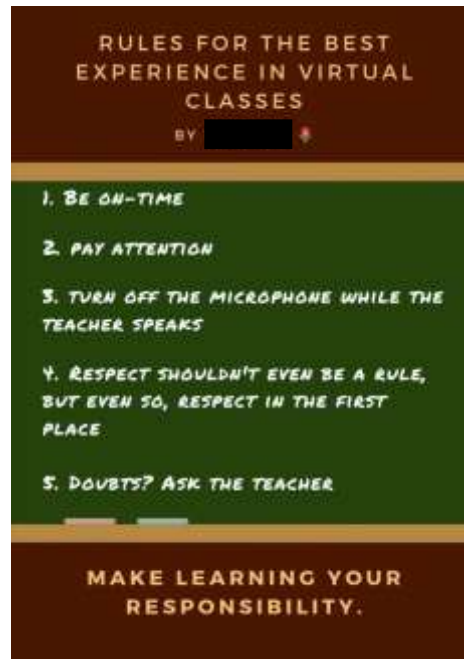 RULES FOR THE BEST
EXPERIENCE IN VIRTUAL
CLASSES
BY
1. BE ON-TIME
2. PAY ATTENTION
3. TURN OFF THE MICROPHONE WHILE THE
TEACHER SPEAKS
4. RESPECT SHOULDN'T EVEN BE A RULE,
BUT EVEN SO, RESPECT IN THE FIRST
PLACE
5. DOUBTS? ASK THE TEACHER
MAKE LEARNING YOUR
RESPONSIBILITY.